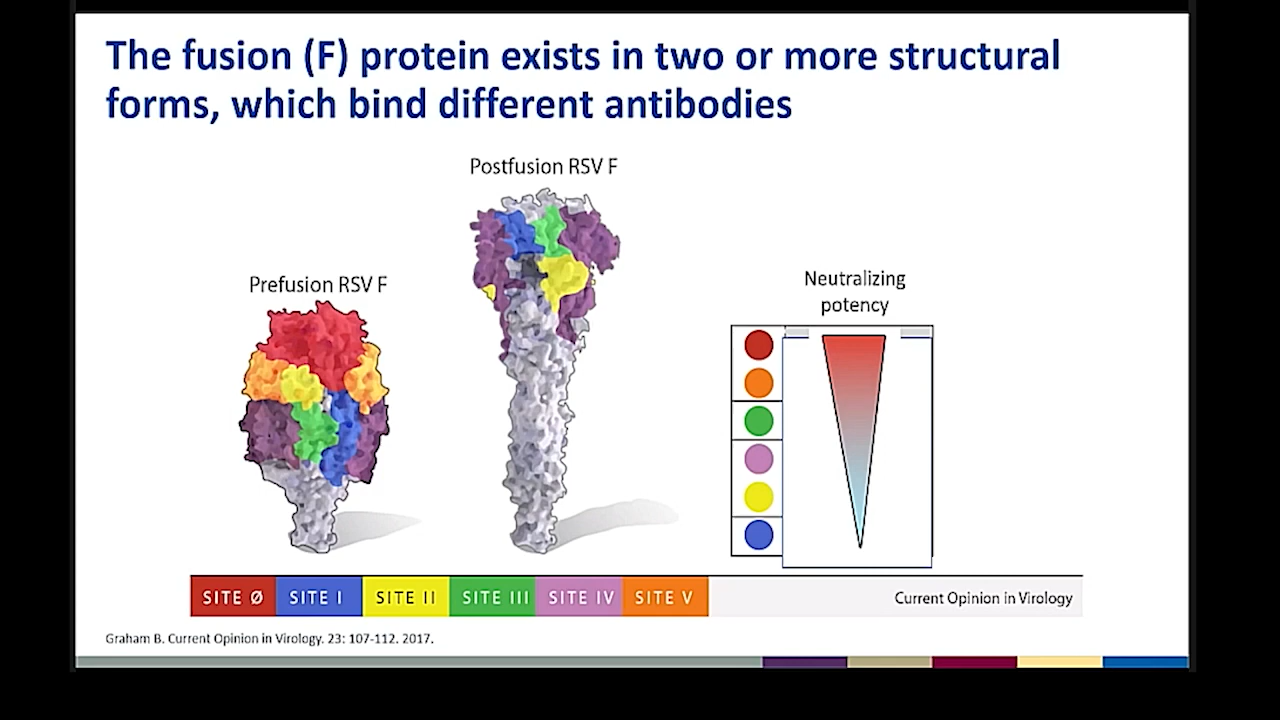 The fusion (F) protein exists in two or more structural
forms, which bind different antibodies
Postfusion RSV F
Prefusion RSV F
Neutralizing
potency
SITE Ø SITE I SITE II SITE III SITE IV SITE V
Current Opinion in Virology
Graham B. Current Opinion in Virology. 23: 107-112. 2017.